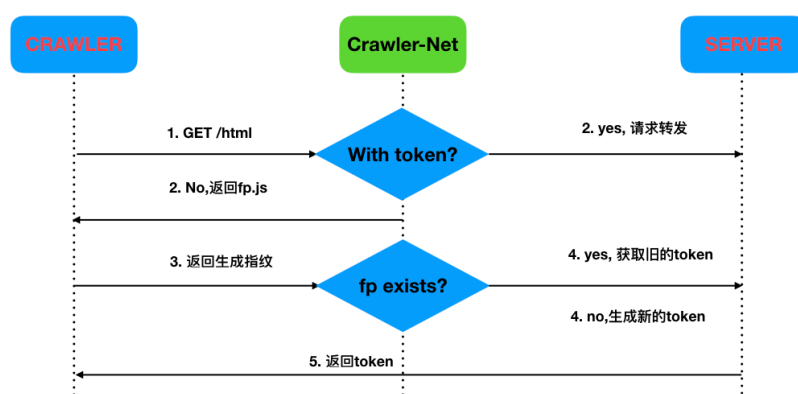 CRAWLER
Crawler-Net
SERVER
1. GET /html
With token?
2. yes, 请求转发
2. No,返回fp.js
3. 返回生成指纹
fp exists?
4. yes, 获取旧的token
4. no,生成新的token
5. 返回token